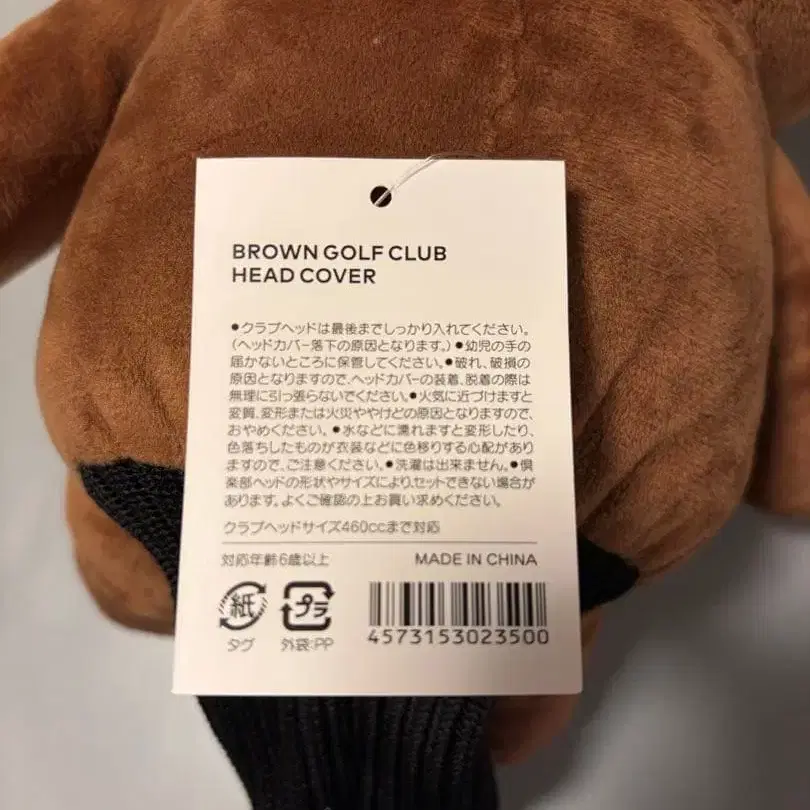 BROWN GOLF CLUB
HEAD COVER
●クラブヘッドは最後までしっかり入れてください。
(ヘッドカバー落下の原因となります。)●幼児の手の
届かないところに保管してください。●破れ、破損の
原因となりますので、ヘッドカバーの装着、脱着の際は
無理に引っ張らないでください。●火気に近づけますと
変質、変形または火災ややけどの原因となりますので、
おやめください。●水などに濡れますと変形したり、
色落ちしたものが衣装などに色移りする心配があり
ますので、ご注意ください。●洗濯は出来ません。●倶
楽部ヘッドの形状やサイズにより、セットできない場合が
あります。よくご確認の上お買い求めください。
クラブヘッドサイズ460ccまで対応
対応年齢6歳以上 MADE IN CHINA
紙 プラ
タグ 外袋:PP 4573153023500